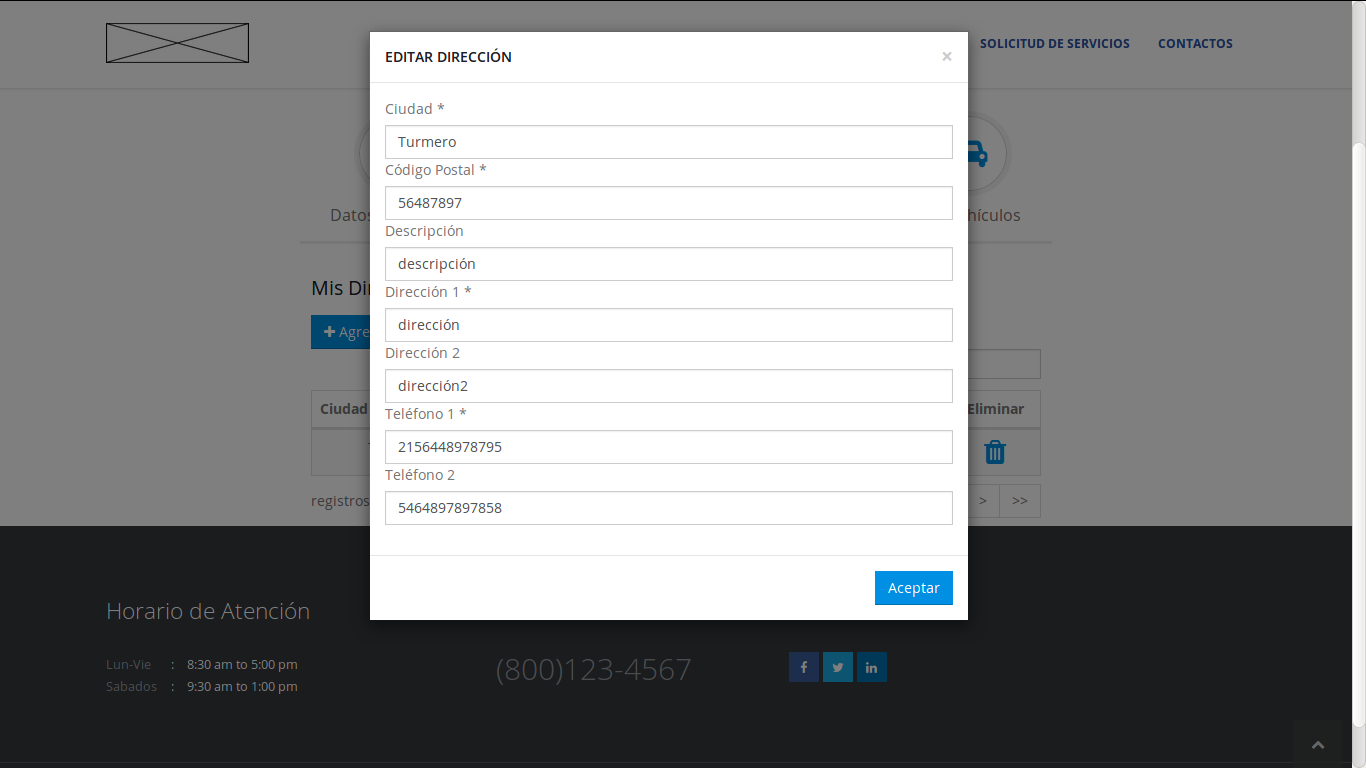 SOLICITUD DE SERVICIOS CONTACTOS
EDITAR DIRECCIÓN ×
Ciudad *
Turmero
Código Postal *
56487897
Descripción
descripción
Dirección 1 *
dirección
Dirección 2
dirección2
Teléfono 1 *
2156448978795
Teléfono 2
5464897897858
Aceptar
Datos
hículos
Mis Di
+ Agre
Ciudad Eliminar
registros > >>
Horario de Atención
Lun-Vie : 8:30 am to 5:00 pm
Sabados : 9:30 am to 1:00 pm
(800)123-4567